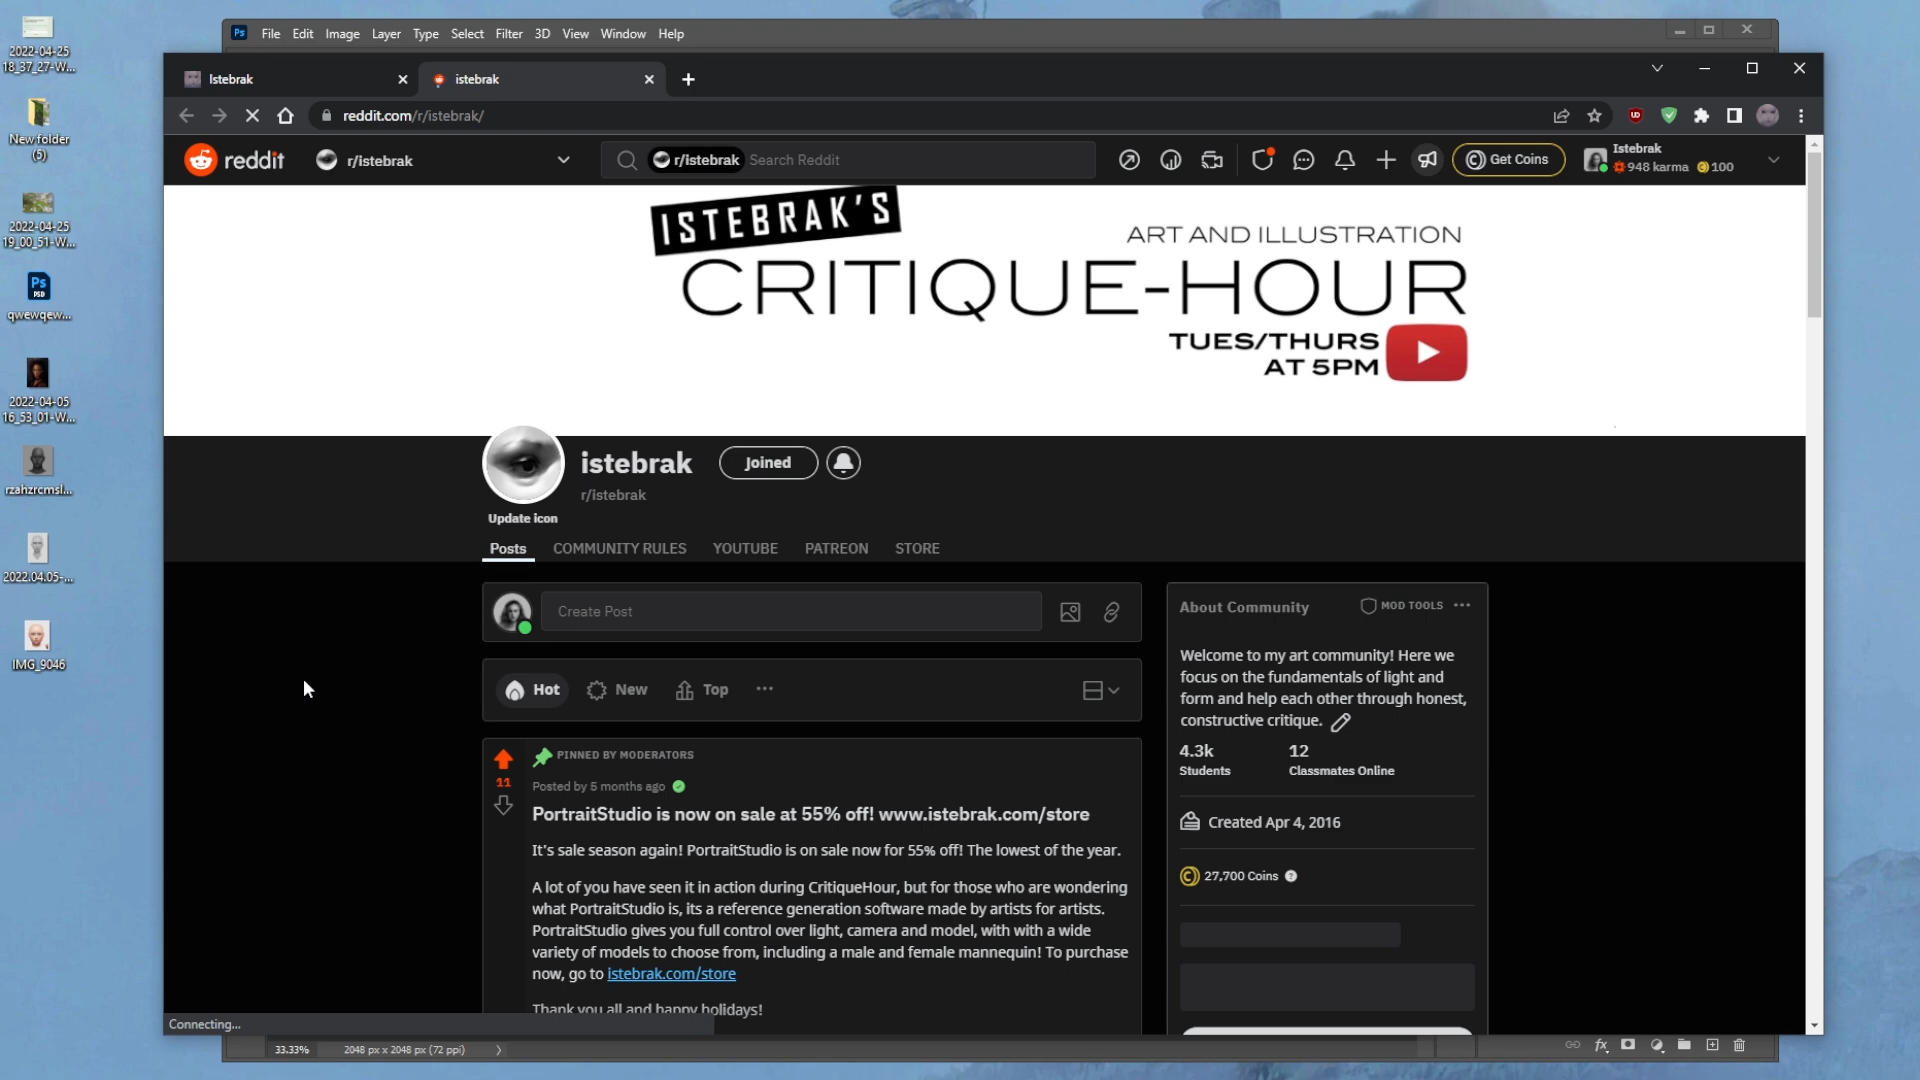 Ps File Edit Image Layer Type Select Filter 3D View Window Help
2022-04-25
18_37_27-W...
New folder
(5)
2022-04-25
19_00_51-W...
Ps
PSD
qwewqew...
2022-04-05
16_53_01-W...
rzahzrcmsl...
2022.04.05-...
IMG_9046
Istebrak
istebrak
reddit.com/r/istebrak/
reddit
r/istebrak
r/istebrak Search Reddit
Get Coins
Istebrak
948 karma 100
ISTEBRAK'S
ART AND ILLUSTRATION
CRITIQUE-HOUR
TUES/THURS
AT 5PM
istebrak
Joined
r/istebrak
Update icon
Posts COMMUNITY RULES YOUTUBE PATREON STORE
Create Post
Hot New Top ...
PINNED BY MODERATORS
11
Posted by 5 months ago
PortraitStudio is now on sale at 55% off! www.istebrak.com/store
It's sale season again! PortraitStudio is on sale now for 55% off! The lowest of the year.
A lot of you have seen it in action during CritiqueHour, but for those who are wondering
what PortraitStudio is, its a reference generation software made by artists for artists.
PortraitStudio gives you full control over light, camera and model, with with a wide
variety of models to choose from, including a male and female mannequin! To purchase
now, go to istebrak.com/store
Thank you all and happy holidays!
About Community
MOD TOOLS ...
Welcome to my art community! Here we
focus on the fundamentals of light and
form and help each other through honest,
constructive critique.
4.3k 12
Students Classmates Online
Created Apr 4, 2016
27,700 Coins
Connecting...
33.33% 2048 px x 2048 px (72 ppi)
fx